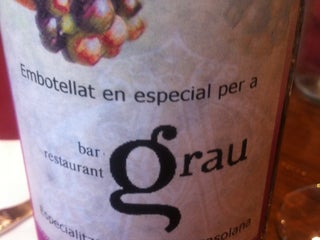 Embotellat en especial per a
bar
restaurant
grau